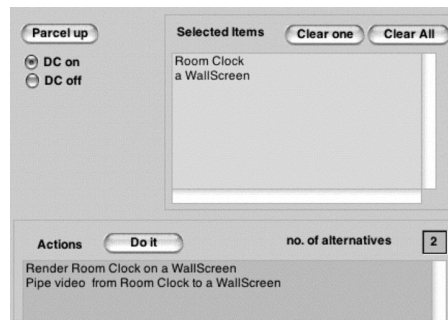 Parcel up
DC on
DC off
Selected Items
Clear one
Clear All
Room Clock
a WallScreen
Actions
Do it
no. of alternatives
2
Render Room Clock on a WallScreen
Pipe video from Room Clock to a WallScreen